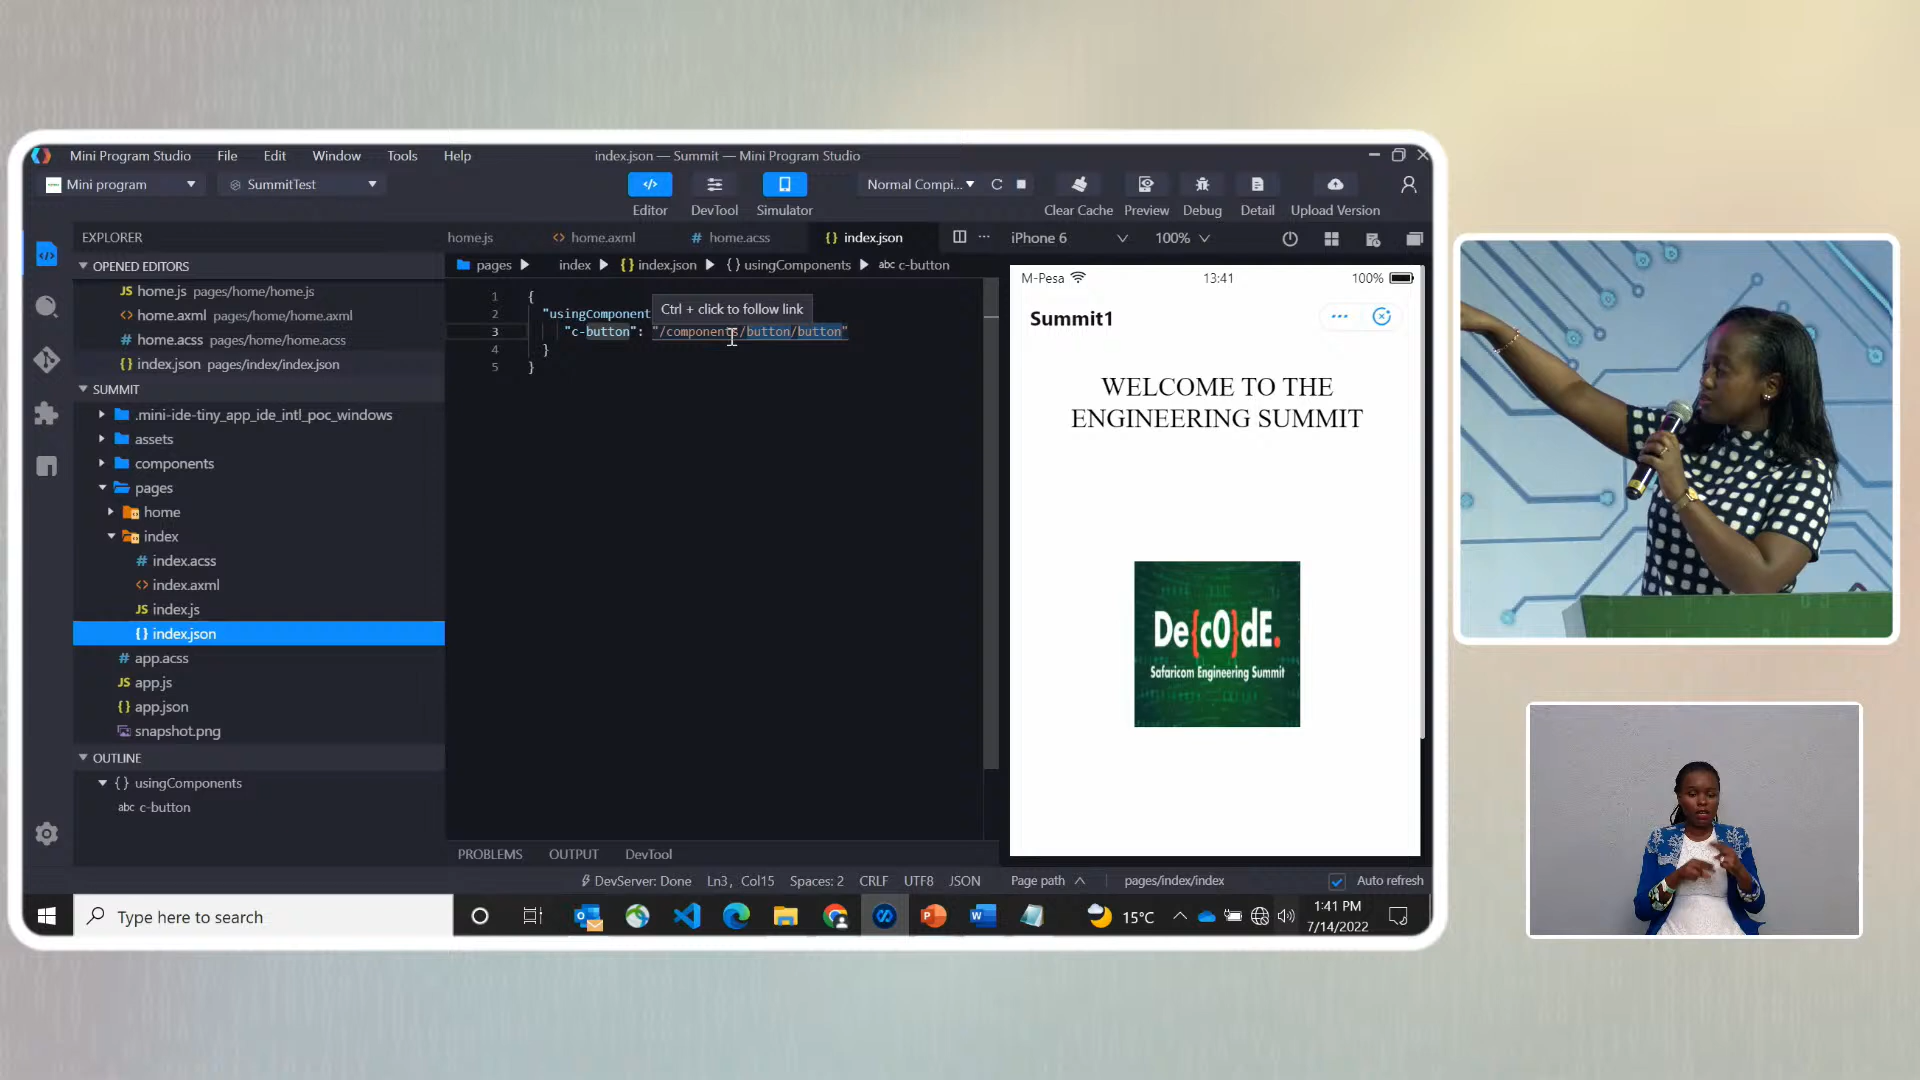 Mini Program Studio File Edit Window Tools Help index.json — Summit — Mini Program Studio
Mini program SummitTest Normal Compi...
Editor DevTool Simulator Clear Cache Preview Debug Detail Upload Version
EXPLORER
OPENED EDITORS
JS home.js pages/home/home.js
<> home.axml pages/home/home.axml
# home.acss pages/home/home.acss
{} index.json pages/index/index.json
SUMMIT
.mini-ide-tiny_app_ide_intl_poc_windows
assets
components
pages
home
index
# index.acss
<> index.axml
JS index.js
{} index.json
# app.acss
JS app.js
{} app.json
snapshot.png
OUTLINE
{} usingComponents
abc c-button
home.js <> home.axml # home.acss {} index.json
pages index {} index.json {} usingComponents abc c-button
1 {
2 "usingComponent
Ctrl + click to follow link
3 "c-button": "/components/button/button"
4 }
5 }
PROBLEMS OUTPUT DevTool
DevServer: Done Ln3, Col15 Spaces: 2 CRLF UTF8 JSON
iPhone 6 100%
M-Pesa 13:41 100%
Summit1
WELCOME TO THE
ENGINEERING SUMMIT
De{cO}dE.
Safaricom Engineering Summit
Page path pages/index/index Auto refresh
Type here to search
15°C
1:41 PM
7/14/2022